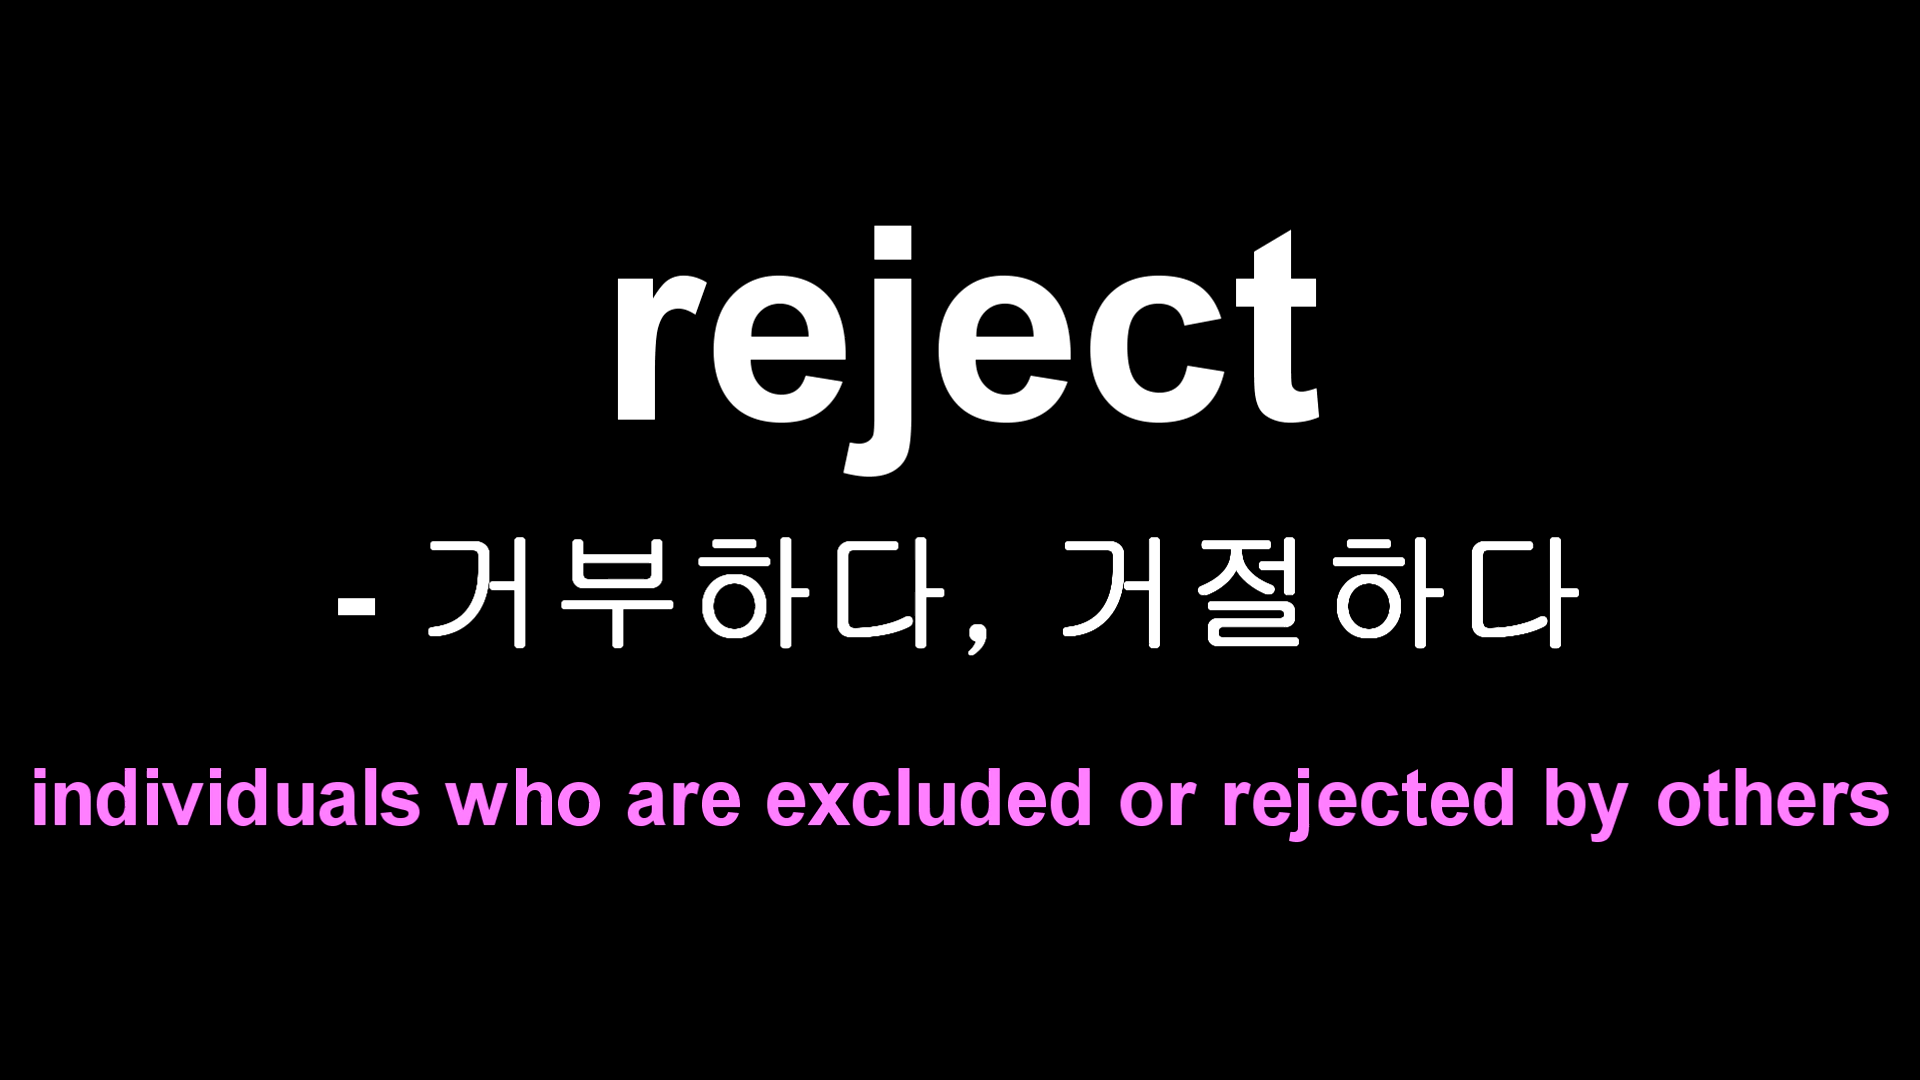 reject
- 거부하다, 거절하다
individuals who are excluded or rejected by others